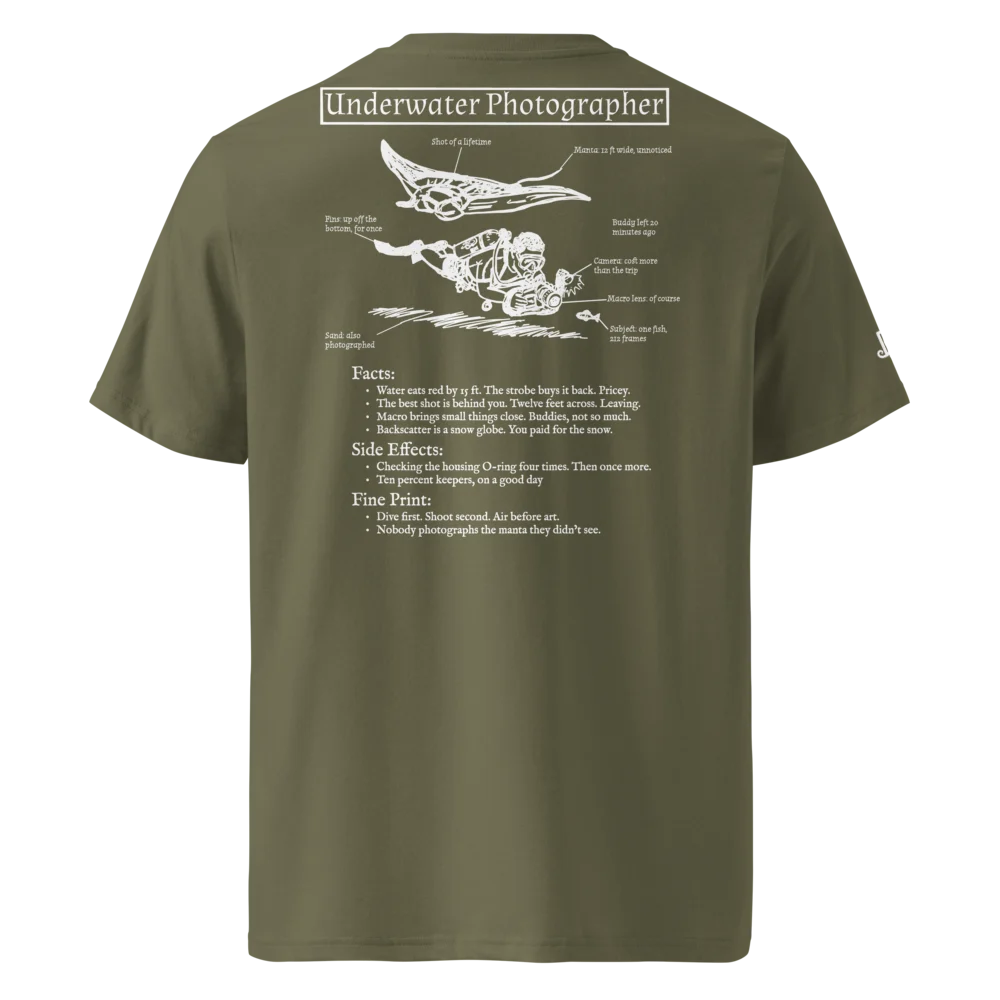 Underwater Photographer
Shot of a lifetime
Manta: 12 ft wide, unnoticed
Fins: up off the
bottom, for once
Buddy left 20
minutes ago
Camera: cost more
than the trip
Macro lens: of course
Subject: one fish,
212 frames
Sand: also
photographed
Facts:
• Water eats red by 15 ft. The strobe buys it back. Pricey.
• The best shot is behind you. Twelve feet across. Leaving.
• Macro brings small things close. Buddies, not so much.
• Backscatter is a snow globe. You paid for the snow.
Side Effects:
• Checking the housing O-ring four times. Then once more.
• Ten percent keepers, on a good day
Fine Print:
• Dive first. Shoot second. Air before art.
• Nobody photographs the manta they didn't see.